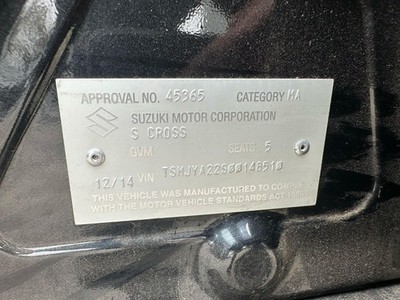 APPROVAL NO. 45365 CATEGORY MA
SUZUKI MOTOR CORPORATION
S CROSS
GVM SEATS 5
12/14 VIN
THIS VEHICLE WAS MANUFACTURED TO COMPLY
WITH THE MOTOR VEHICLE STANDARDS ACT